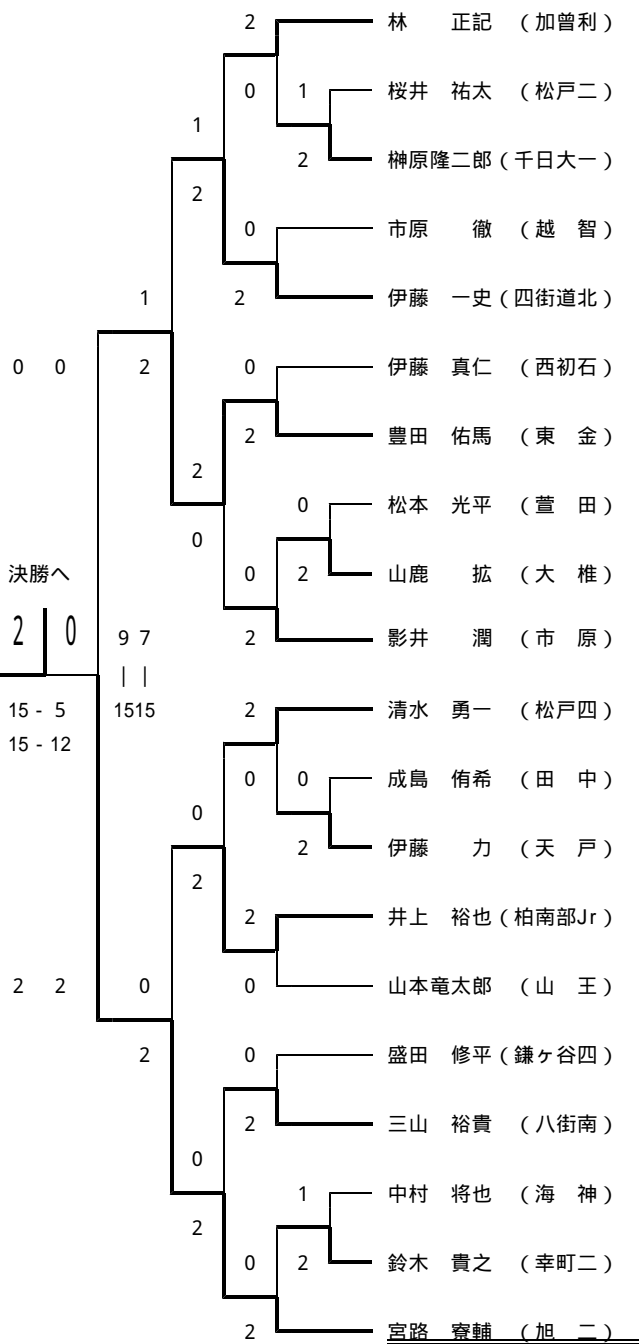 2 林 正記 (加曽利)
0 1 桜井 祐太 (松戸二)
1
2 榊原隆二郎 (千日大一)
2
0 市原 徹 (越 智)
1 2 伊藤 一史 (四街道北)
0 0 2 0 伊藤 真仁 (西初石)
2 豊田 佑馬 (東 金)
2
0 松本 光平 (萱 田)
0
決勝へ 0 2 山鹿 拡 (大 椎)
2 0 9 7 2 影井 潤 (市 原)
| |
15 - 5 1515 2 清水 勇一 (松戸四)
15 - 12
0 0 成島 侑希 (田 中)
0
2 伊藤 力 (天 戸)
2
2 井上 裕也 (柏南部Jr)
2 2 0 0 山本竜太郎 (山 王)
2 0 盛田 修平 (鎌ヶ谷四)
2 三山 裕貴 (八街南)
0
1 中村 将也 (海 神)
2
0 2 鈴木 貴之 (幸町二)
2 宮路 寮輔 (旭 二)